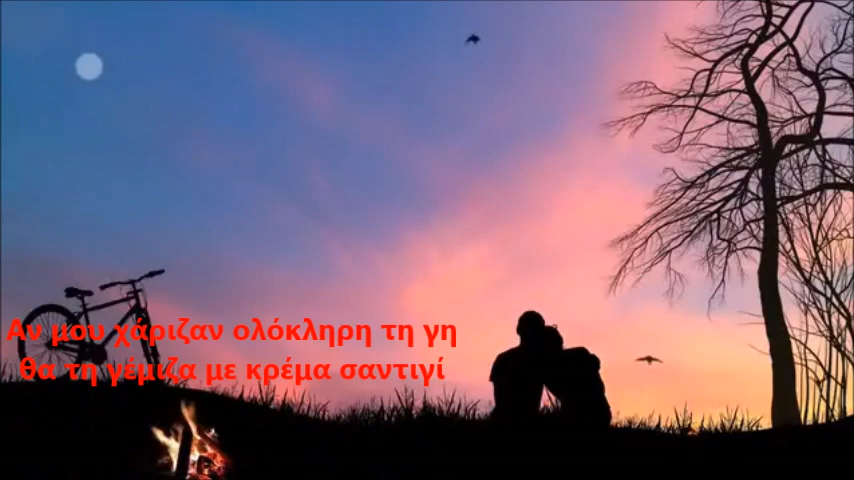 Αν μου χάριζαν ολόκληρη τη γη
θα τη γέμιζα με κρέμα σαντιγί